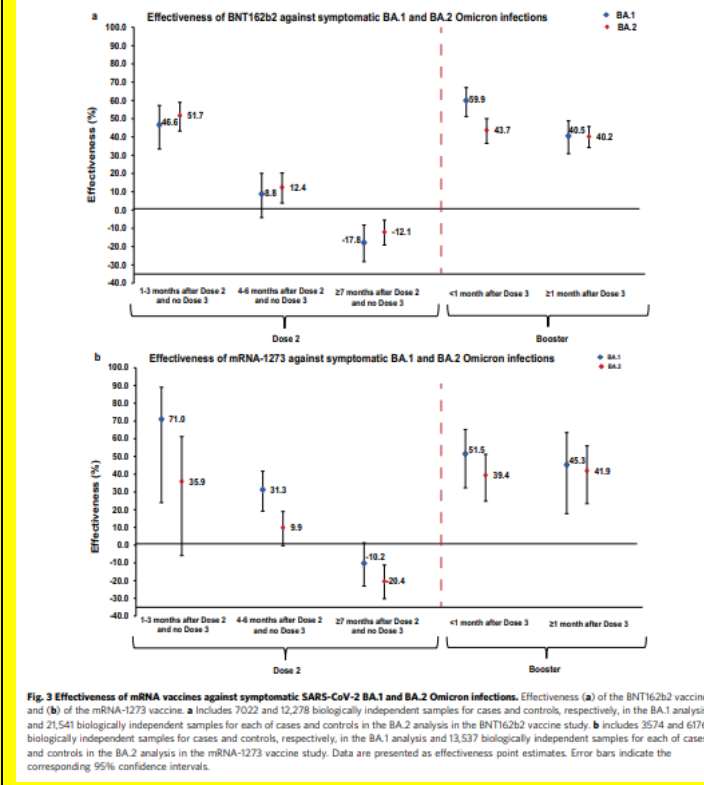 a
Effectiveness of BNT162b2 against symptomatic BA.1 and BA.2 Omicron infections
BA.1
BA.2
Effectiveness (%)
100.0
90.0
80.0
70.0
60.0
50.0
40.0
30.0
20.0
10.0
0.0
-10.0
-20.0
-30.0
-40.0
46.6
51.7
8.8
12.4
-17.8
-12.1
59.9
43.7
40.5
40.2
1-3 months after Dose 2
and no Dose 3
4-6 months after Dose 2
and no Dose 3
≥7 months after Dose 2
and no Dose 3
<1 month after Dose 3
≥1 month after Dose 3
Dose 2
Booster
b
Effectiveness of mRNA-1273 against symptomatic BA.1 and BA.2 Omicron infections
BA.1
BA.2
Effectiveness (%)
100.0
90.0
80.0
70.0
60.0
50.0
40.0
30.0
20.0
10.0
0.0
-10.0
-20.0
-30.0
-40.0
71.0
35.9
31.3
9.9
-10.2
-20.4
51.5
39.4
45.3
41.9
1-3 months after Dose 2
and no Dose 3
4-6 months after Dose 2
and no Dose 3
≥7 months after Dose 2
and no Dose 3
<1 month after Dose 3
≥1 month after Dose 3
Dose 2
Booster
Fig. 3 Effectiveness of mRNA vaccines against symptomatic SARS-CoV-2 BA.1 and BA.2 Omicron infections. Effectiveness (a) of the BNT162b2 vaccine
and (b) of the mRNA-1273 vaccine. a Includes 7022 and 12,278 biologically independent samples for cases and controls, respectively, in the BA.1 analysis
and 21,541 biologically independent samples for each of cases and controls in the BA.2 analysis in the BNT162b2 vaccine study. b includes 3574 and 6176
biologically independent samples for cases and controls, respectively, in the BA.1 analysis and 13,537 biologically independent samples for each of cases
and controls in the BA.2 analysis in the mRNA-1273 vaccine study. Data are presented as effectiveness point estimates. Error bars indicate the
corresponding 95% confidence intervals.